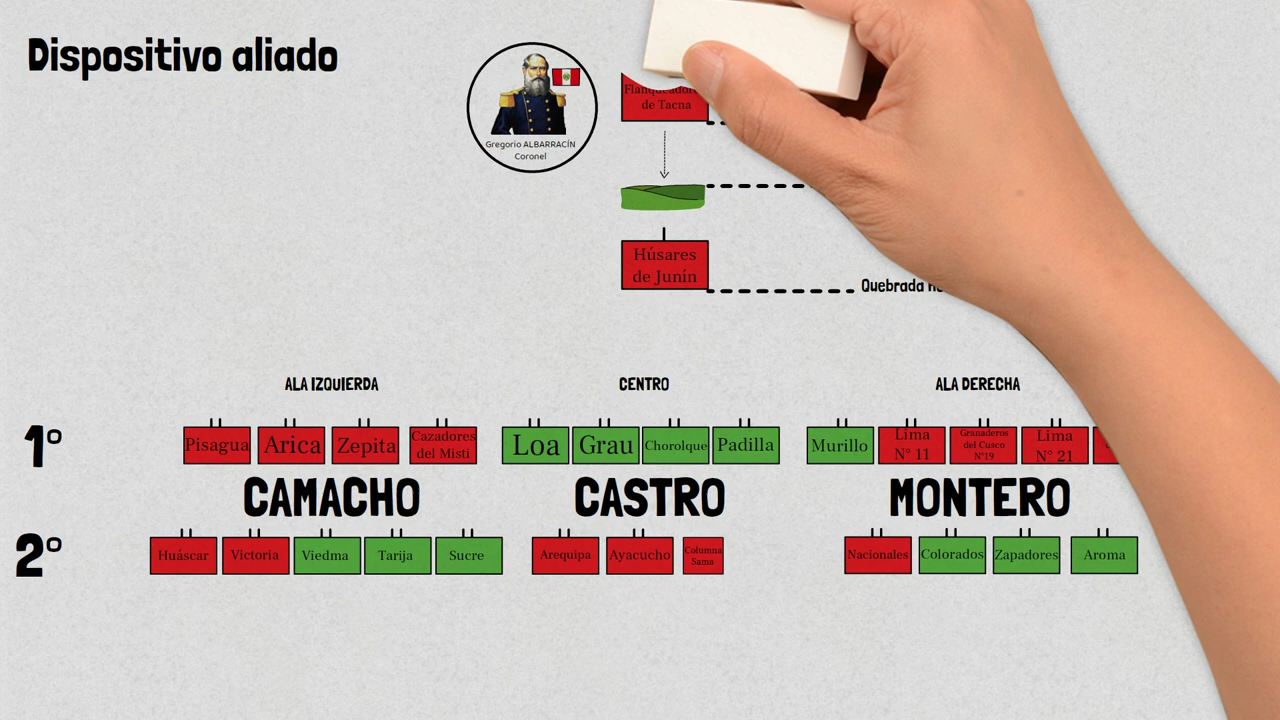 Dispositivo aliado
Gregorio ALBARRACÍN
Coronel
Flanqueadores
de Tacna
Húsares
de Junín
Quebrada
ALA IZQUIERDA
CENTRO
ALA DERECHA
1°
Pisagua
Arica
Zepita
Cazadores
del Misti
Loa
Grau
Chorolque
Padilla
Murillo
Lima
N° 11
Granaderos
del Cusco
N°19
Lima
N° 21
CAMACHO
CASTRO
MONTERO
2°
Huáscar
Victoria
Viedma
Tarija
Sucre
Arequipa
Ayacucho
Columna
Sama
Nacionales
Colorados
Zapadores
Aroma